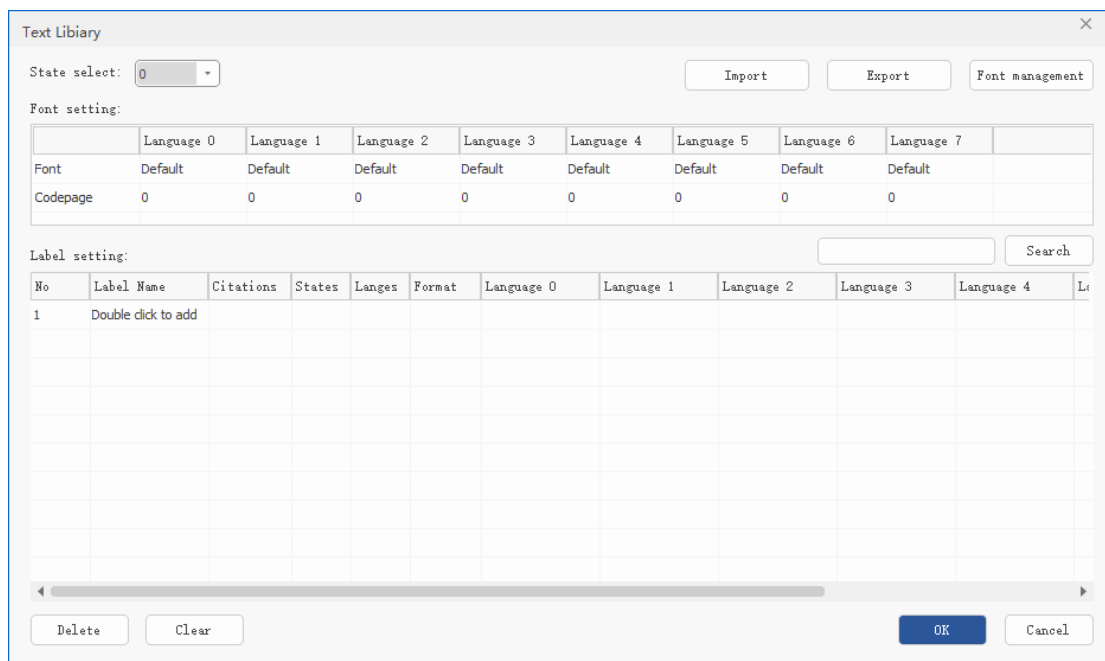 Text Libiary
State select: 0
Import Export Font management
Font setting:
Language 0 Language 1 Language 2 Language 3 Language 4 Language 5 Language 6 Language 7
Font Default Default Default Default Default Default Default Default
Codepage 0 0 0 0 0 0 0 0
Label setting: Search
No Label Name Citations States Langes Format Language 0 Language 1 Language 2 Language 3 Language 4
1 Double click to add
Delete Clear OK Cancel